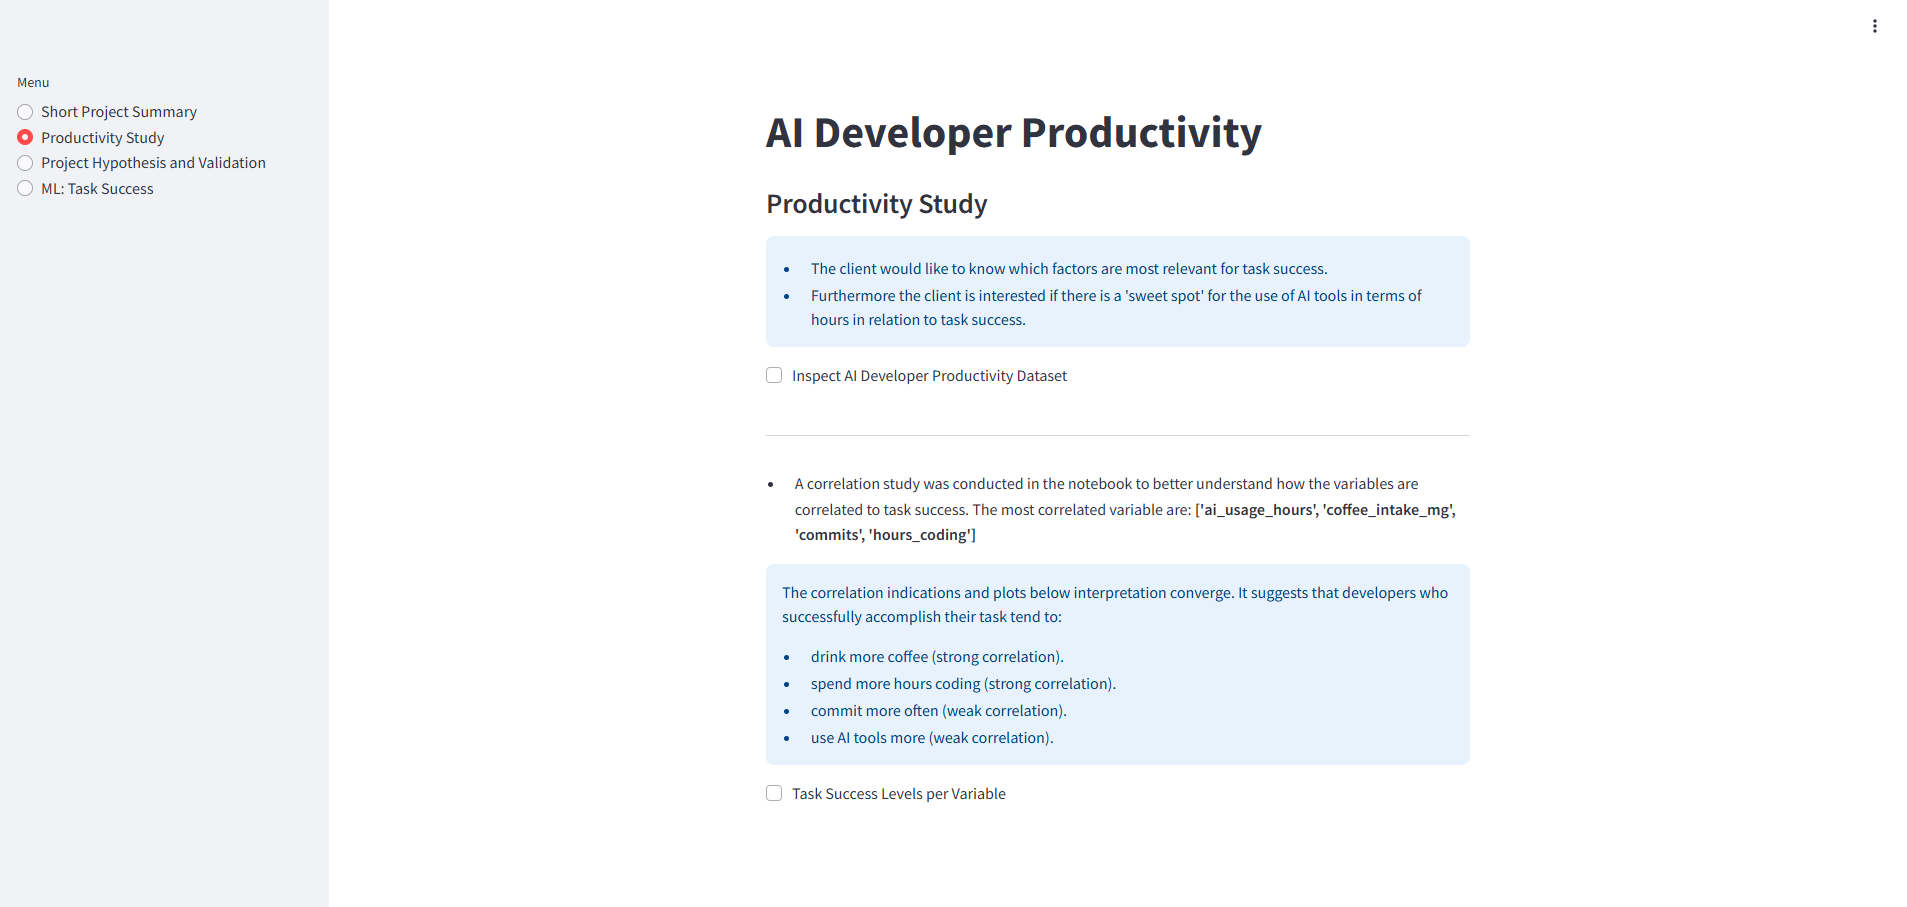 Menu
Short Project Summary
Productivity Study
Project Hypothesis and Validation
ML: Task Success
AI Developer Productivity
Productivity Study
• The client would like to know which factors are most relevant for task success.
• Furthermore the client is interested if there is a 'sweet spot' for the use of AI tools in terms of
hours in relation to task success.
Inspect AI Developer Productivity Dataset
• A correlation study was conducted in the notebook to better understand how the variables are
correlated to task success. The most correlated variable are: ['ai_usage_hours', 'coffee_intake_mg',
'commits', 'hours_coding']
The correlation indications and plots below interpretation converge. It suggests that developers who
successfully accomplish their task tend to:
• drink more coffee (strong correlation).
• spend more hours coding (strong correlation).
• commit more often (weak correlation).
• use AI tools more (weak correlation).
Task Success Levels per Variable